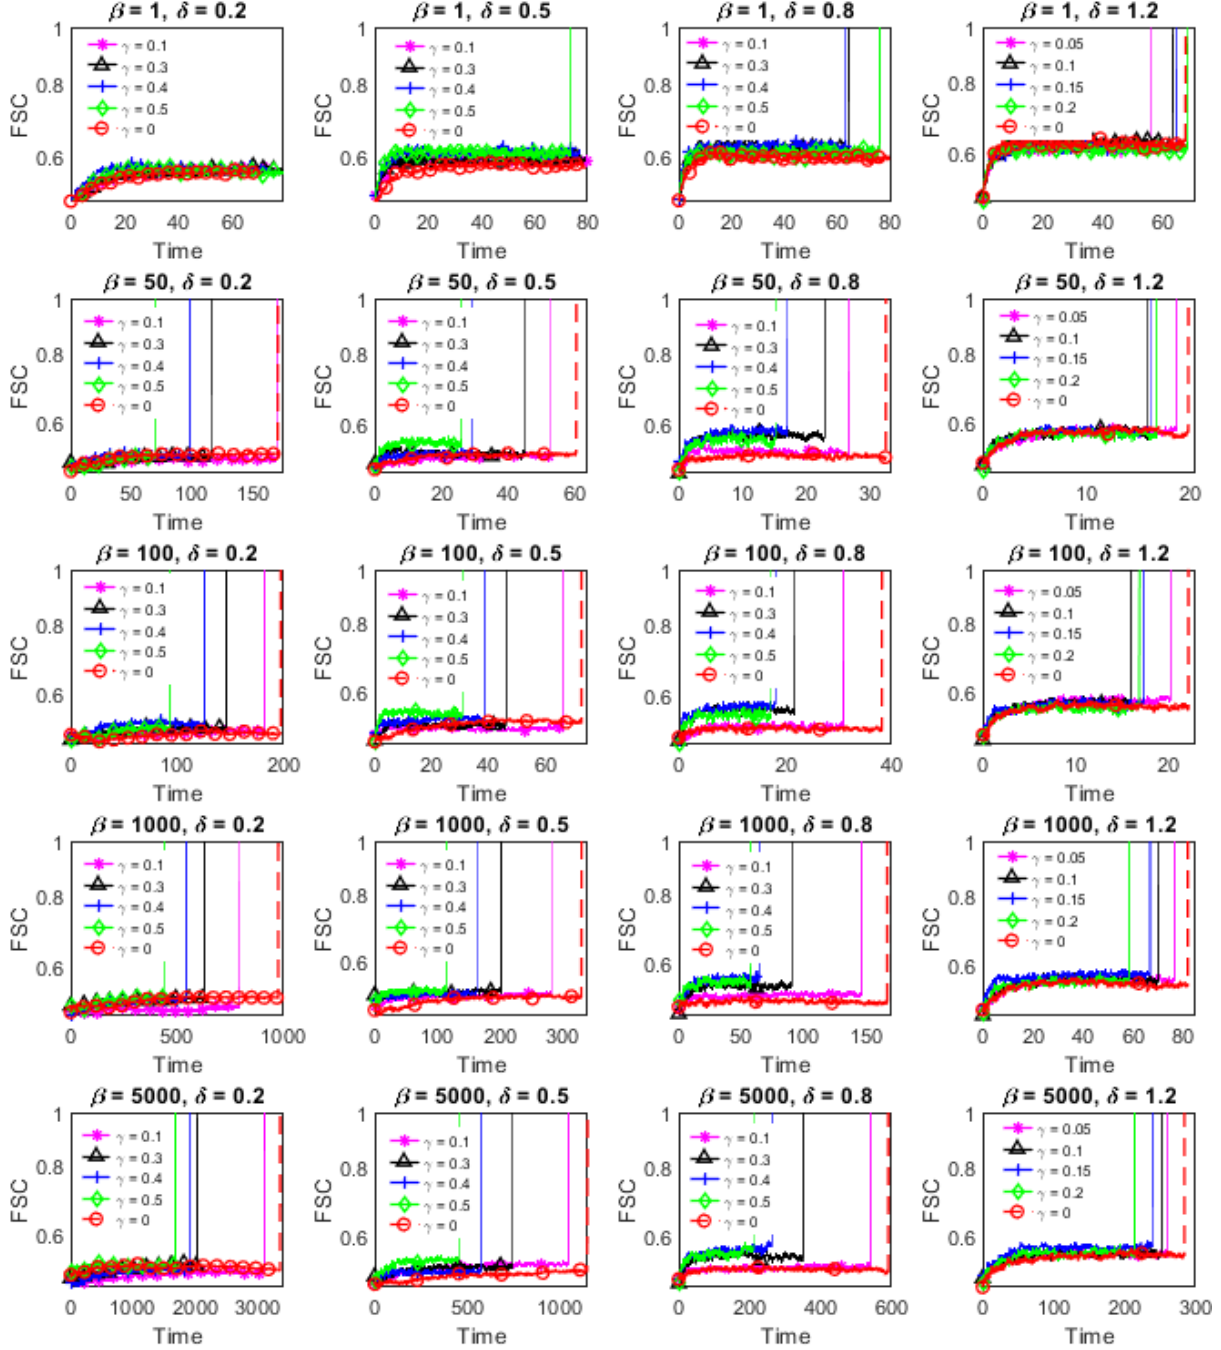 β = 1, δ = 0.2
1
0.8
0.6
FSC
γ = 0.1
γ = 0.3
γ = 0.4
γ = 0.5
γ = 0
0 20 40 60
Time
β = 1, δ = 0.5
1
0.8
0.6
FSC
γ = 0.1
γ = 0.3
γ = 0.4
γ = 0.5
γ = 0
0 20 40 60 80
Time
β = 1, δ = 0.8
1
0.8
0.6
FSC
γ = 0.1
γ = 0.3
γ = 0.4
γ = 0.5
γ = 0
0 20 40 60 80
Time
β = 1, δ = 1.2
1
0.8
0.6
FSC
γ = 0.05
γ = 0.1
γ = 0.15
γ = 0.2
γ = 0
0 20 40 60
Time
β = 50, δ = 0.2
1
0.8
0.6
FSC
γ = 0.1
γ = 0.3
γ = 0.4
γ = 0.5
γ = 0
0 50 100 150
Time
β = 50, δ = 0.5
1
0.8
0.6
FSC
γ = 0.1
γ = 0.3
γ = 0.4
γ = 0.5
γ = 0
0 20 40 60
Time
β = 50, δ = 0.8
1
0.8
0.6
FSC
γ = 0.1
γ = 0.3
γ = 0.4
γ = 0.5
γ = 0
0 10 20 30
Time
β = 50, δ = 1.2
1
0.8
0.6
FSC
γ = 0.05
γ = 0.1
γ = 0.15
γ = 0.2
γ = 0
0 10 20
Time
β = 100, δ = 0.2
1
0.8
0.6
FSC
γ = 0.1
γ = 0.3
γ = 0.4
γ = 0.5
γ = 0
0 100 200
Time
β = 100, δ = 0.5
1
0.8
0.6
FSC
γ = 0.1
γ = 0.3
γ = 0.4
γ = 0.5
γ = 0
0 20 40 60
Time
β = 100, δ = 0.8
1
0.8
0.6
FSC
γ = 0.1
γ = 0.3
γ = 0.4
γ = 0.5
γ = 0
0 20 40
Time
β = 100, δ = 1.2
1
0.8
0.6
FSC
γ = 0.05
γ = 0.1
γ = 0.15
γ = 0.2
γ = 0
0 10 20
Time
β = 1000, δ = 0.2
1
0.8
0.6
FSC
γ = 0.1
γ = 0.3
γ = 0.4
γ = 0.5
γ = 0
0 500 1000
Time
β = 1000, δ = 0.5
1
0.8
0.6
FSC
γ = 0.1
γ = 0.3
γ = 0.4
γ = 0.5
γ = 0
0 100 200 300
Time
β = 1000, δ = 0.8
1
0.8
0.6
FSC
γ = 0.1
γ = 0.3
γ = 0.4
γ = 0.5
γ = 0
0 50 100 150
Time
β = 1000, δ = 1.2
1
0.8
0.6
FSC
γ = 0.05
γ = 0.1
γ = 0.15
γ = 0.2
γ = 0
0 20 40 60 80
Time
β = 5000, δ = 0.2
1
0.8
0.6
FSC
γ = 0.1
γ = 0.3
γ = 0.4
γ = 0.5
γ = 0
0 1000 2000 3000
Time
β = 5000, δ = 0.5
1
0.8
0.6
FSC
γ = 0.1
γ = 0.3
γ = 0.4
γ = 0.5
γ = 0
0 500 1000
Time
β = 5000, δ = 0.8
1
0.8
0.6
FSC
γ = 0.1
γ = 0.3
γ = 0.4
γ = 0.5
γ = 0
0 200 400 600
Time
β = 5000, δ = 1.2
1
0.8
0.6
FSC
γ = 0.05
γ = 0.1
γ = 0.15
γ = 0.2
γ = 0
0 100 200 300
Time